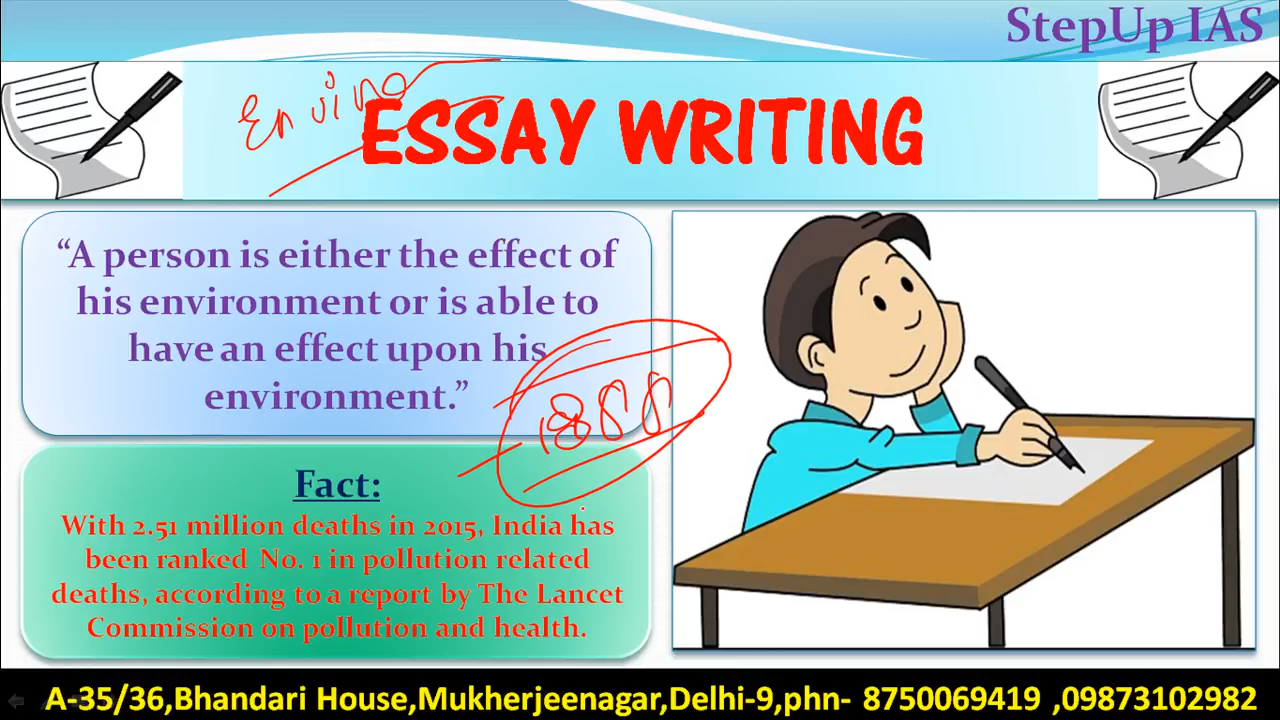 StepUp IAS
Enviro
ESSAY WRITING
“A person is either the effect of
his environment or is able to
have an effect upon his
environment.”
1888
Fact:
With 2.51 million deaths in 2015, India has
been ranked No. 1 in pollution related
deaths, according to a report by The Lancet
Commission on pollution and health.
A-35/36,Bhandari House,Mukherjeenagar,Delhi-9,phn- 8750069419 ,09873102982